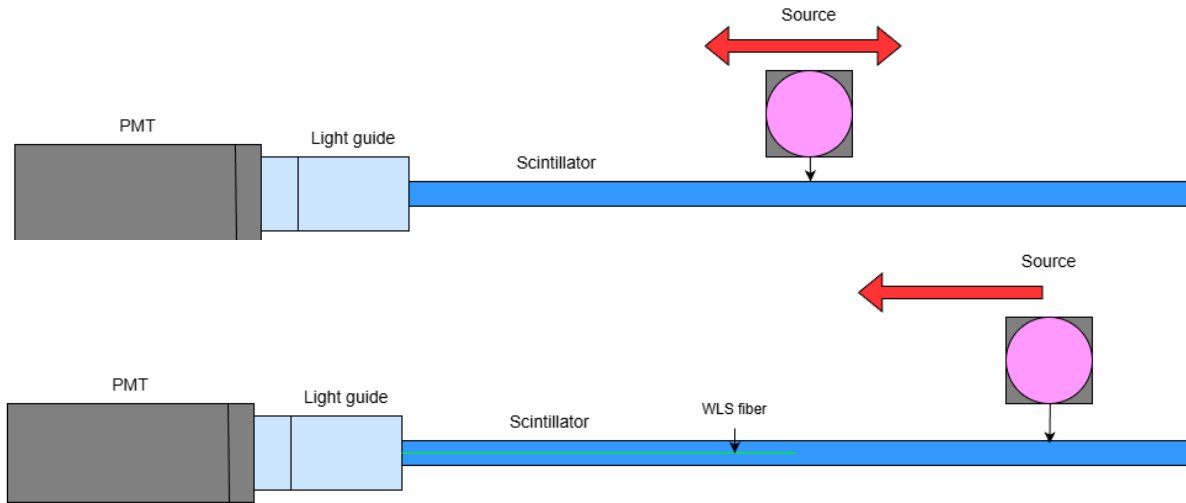 Source
PMT
Light guide
Scintillator
Source
PMT
Light guide
WLS fiber
Scintillator